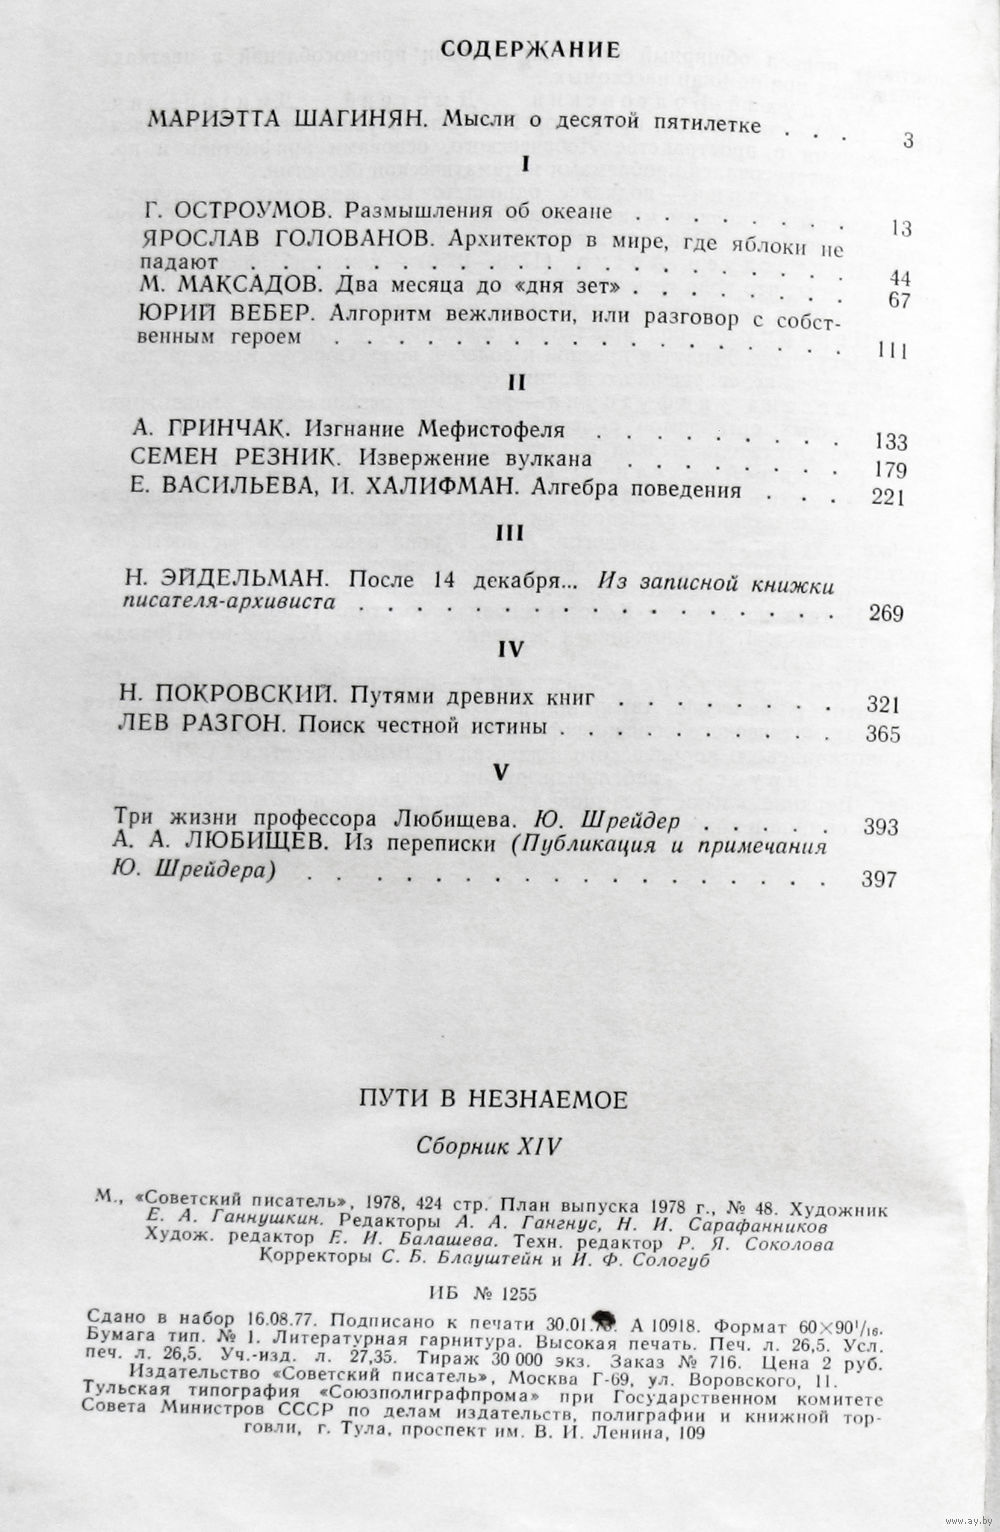 СОДЕРЖАНИЕ
МАРИЭТТА ШАГИНЯН. Мысли о десятой пятилетке . . . 3
I
Г. ОСТРОУМОВ. Размышления об океане . . . . . . . 13
ЯРОСЛАВ ГОЛОВАНОВ. Архитектор в мире, где яблоки не
падают . . . . . . . . . . . . . . . . . 44
М. МАКСАДОВ. Два месяца до «дня зет» . . . . . . . . 67
ЮРИЙ ВЕБЕР. Алгоритм вежливости, или разговор с собст-
венным героем . . . . . . . . . . . . . . . . . 111
II
А. ГРИНЧАК. Изгнание Мефистофеля . . . . . . . . . 133
СЕМЕН РЕЗНИК. Извержение вулкана . . . . . . . . 179
Е. ВАСИЛЬЕВА, И. ХАЛИФМАН. Алгебра поведения . . . 221
III
Н. ЭЙДЕЛЬМАН. После 14 декабря... Из записной книжки
писателя-архивиста . . . . . . . . . . . . . . . . . 269
IV
Н. ПОКРОВСКИЙ. Путями древних книг . . . . . . . . 321
ЛЕВ РАЗГОН. Поиск честной истины . . . . . . . . . . 365
V
Три жизни профессора Любищева. Ю. Шрейдер . . . . . 393
А. А. ЛЮБИЩЕВ. Из переписки (Публикация и примечания
Ю. Шрейдера) . . . . . . . . . . . . . . . . . . 397
ПУТИ В НЕЗНАЕМОЕ
Сборник XIV
М., «Советский писатель», 1978, 424 стр. План выпуска 1978 г., № 48. Художник
Е. А. Ганнушкин. Редакторы А. А. Гангнус, Н. И. Сарафанников
Худож. редактор Е. И. Балашева. Техн. редактор Р. Я. Соколова
Корректоры С. Б. Блауштейн и И. Ф. Сологуб
ИБ № 1255
Сдано в набор 16.08.77. Подписано к печати 30.01. А 10918. Формат 60×90¹/₁₆.
Бумага тип. № 1. Литературная гарнитура. Высокая печать. Печ. л. 26,5. Усл.
печ. л. 26,5. Уч.-изд. л. 27,35. Тираж 30 000 экз. Заказ № 716. Цена 2 руб.
Издательство «Советский писатель», Москва Г-69, ул. Воровского, 11.
Тульская типография «Союзполиграфпрома» при Государственном комитете
Совета Министров СССР по делам издательств, полиграфии и книжной тор-
говли, г. Тула, проспект им. В. И. Ленина, 109
www.ay.by